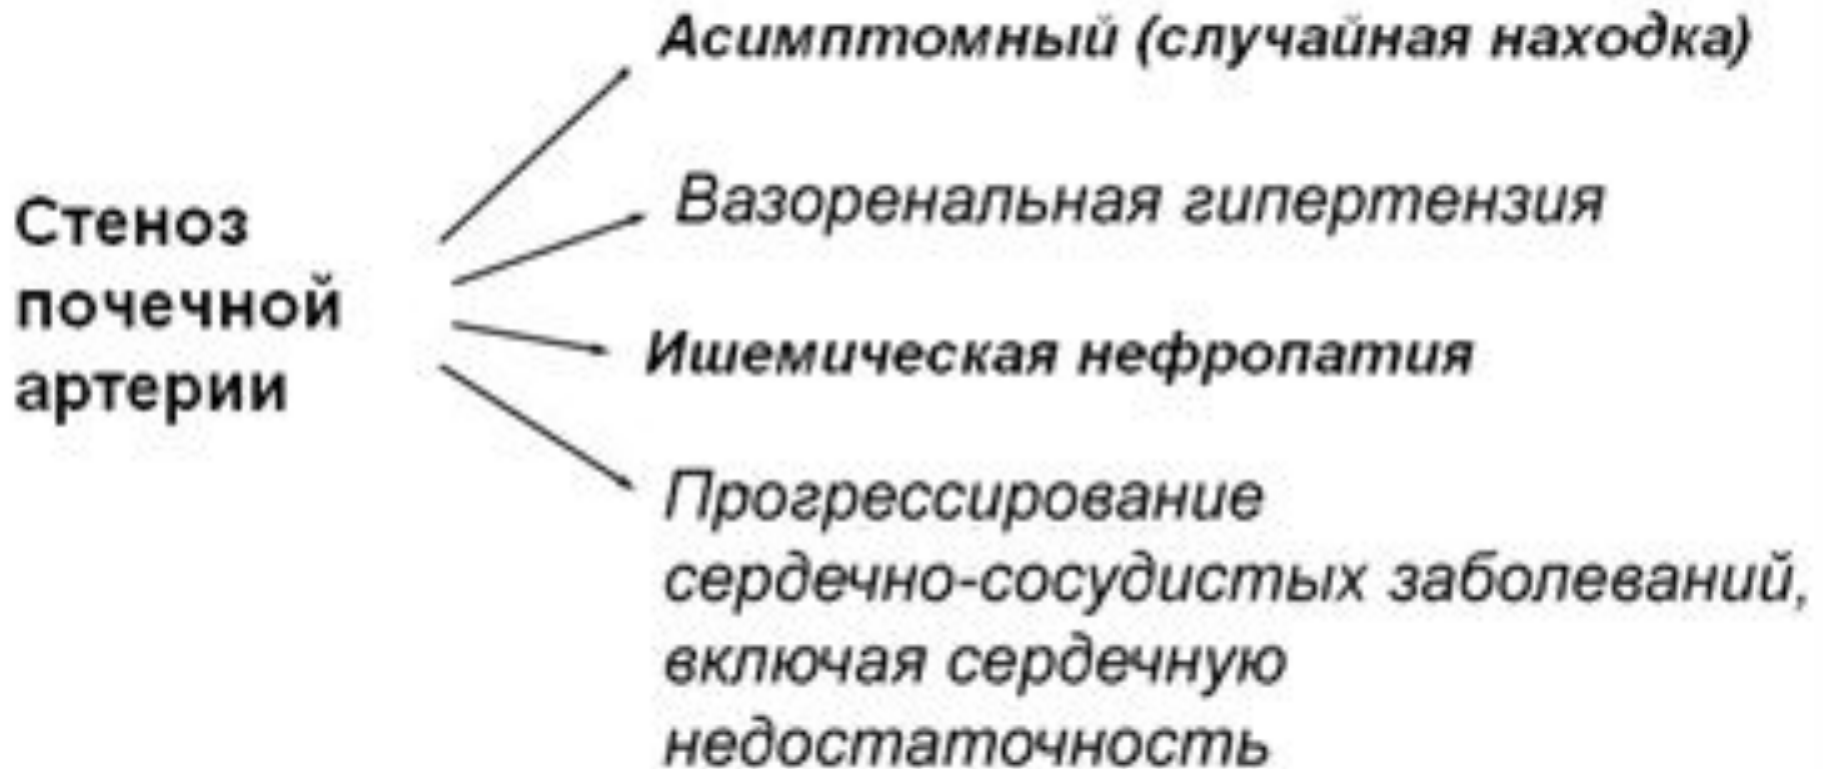 Стеноз
почечной
артерии
Асимптомный (случайная находка)
Вазоренальная гипертензия
Ишемическая нефропатия
Прогрессирование
сердечно-сосудистых заболеваний,
включая сердечную
недостаточность